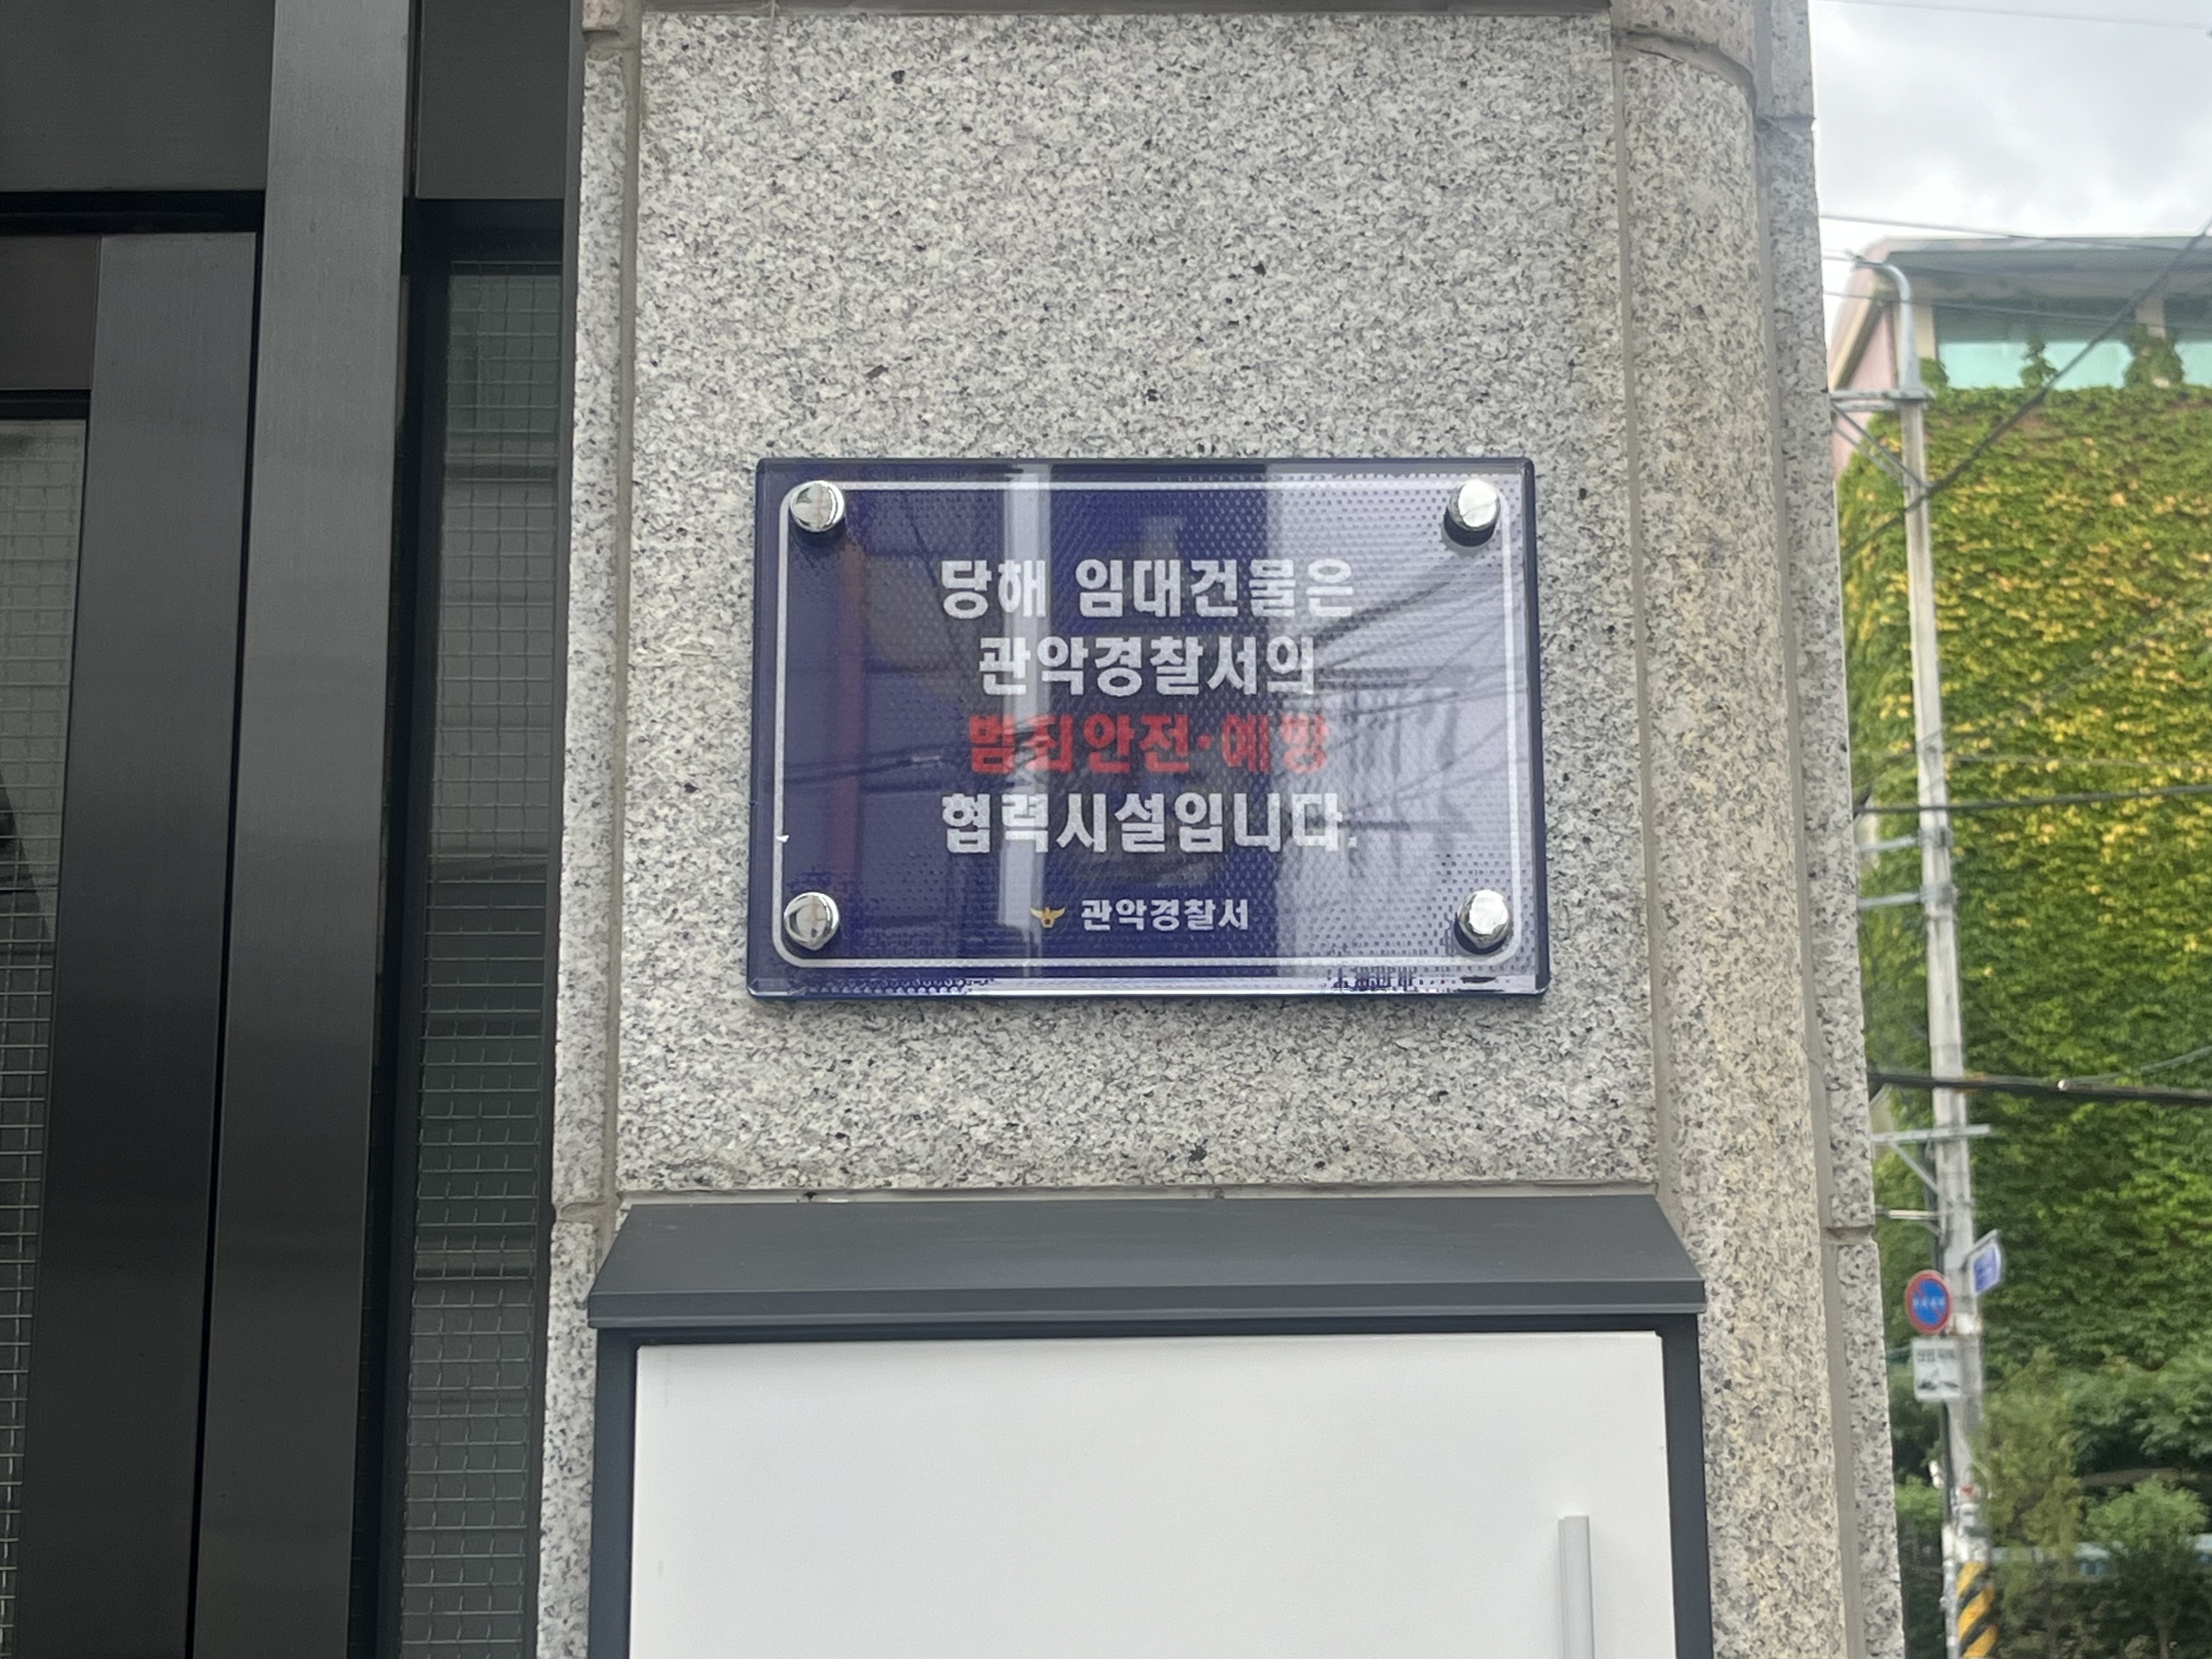 당해 임대건물은
관악경찰서의
범죄안전·예방
협력시설입니다.
관악경찰서